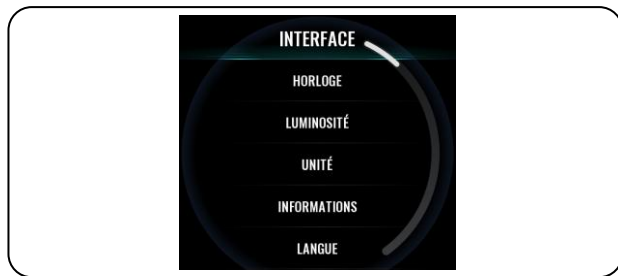 INTERFACE
HORLOGE
LUMINOSITÉ
UNITÉ
INFORMATIONS
LANGUE